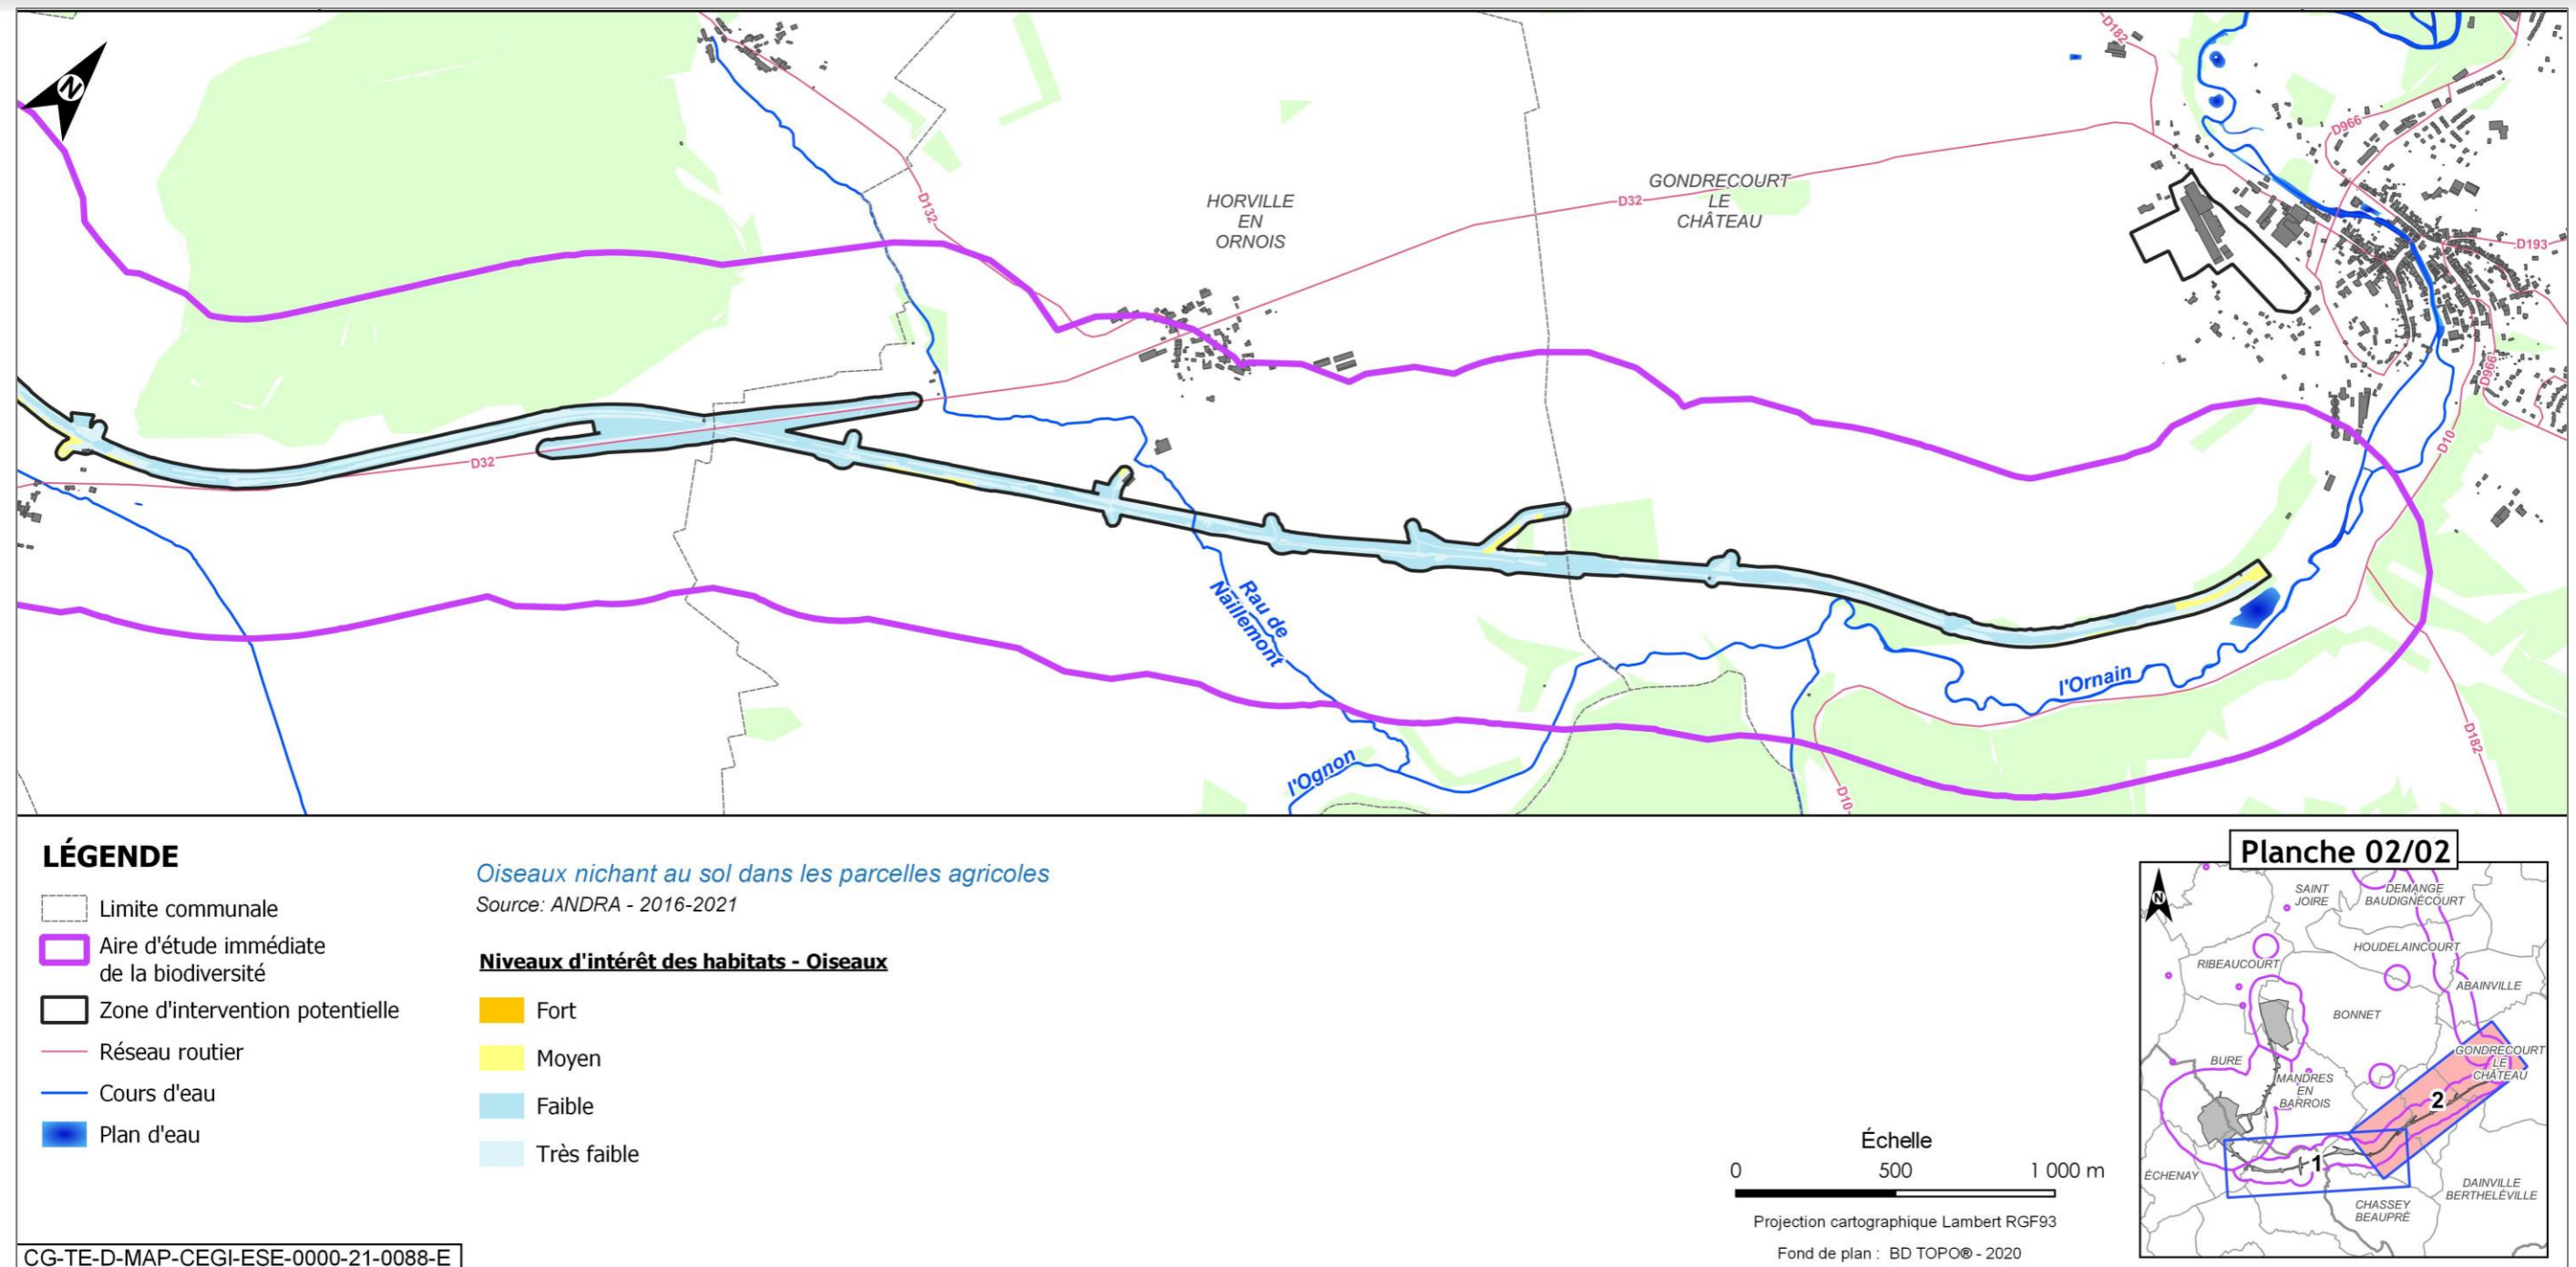 D182
D966
N
D132
HORVILLE
EN
ORNOIS
D32
GONDRECOURT
LE
CHÂTEAU
D193
D966
D10
D32
Rau de
Naillemont
l'Ornain
l'Ognon
D10
D182
LÉGENDE
Limite communale
Aire d'étude immédiate
de la biodiversité
Zone d'intervention potentielle
Réseau routier
Cours d'eau
Plan d'eau
Oiseaux nichant au sol dans les parcelles agricoles
Source: ANDRA - 2016-2021
Niveaux d'intérêt des habitats - Oiseaux
Fort
Moyen
Faible
Très faible
Échelle
0 500 1 000 m
Projection cartographique Lambert RGF93
Fond de plan : BD TOPO® - 2020
Planche 02/02
N
SAINT
JOIRE
DEMANGE
BAUDIGNÉCOURT
HOUDELAINCOURT
RIBEAUCOURT
ABAINVILLE
BONNET
BURE
GONDRECOURT
LE
CHÂTEAU
MANDRES
EN
BARROIS
2
1
ÉCHENAY
DAINVILLE
BERTHELÉVILLE
CHASSEY
BEAUPRÉ
CG-TE-D-MAP-CEGI-ESE-0000-21-0088-E